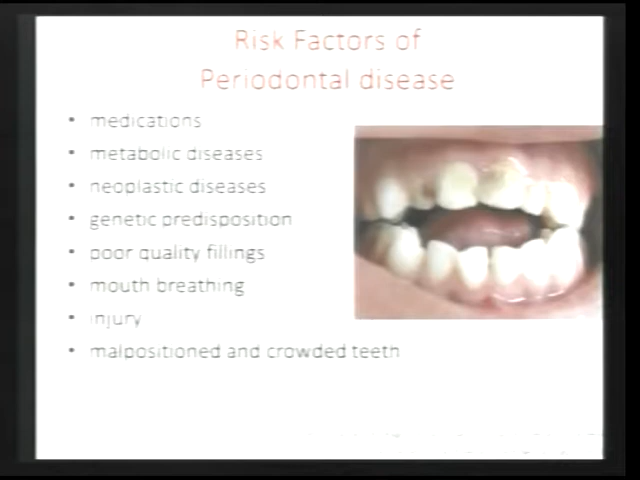 Risk Factors of
Periodontal disease
• medications
• metabolic diseases
• neoplastic diseases
• genetic predisposition
• poor quality fillings
• mouth breathing
• injury
• malpositioned and crowded teeth